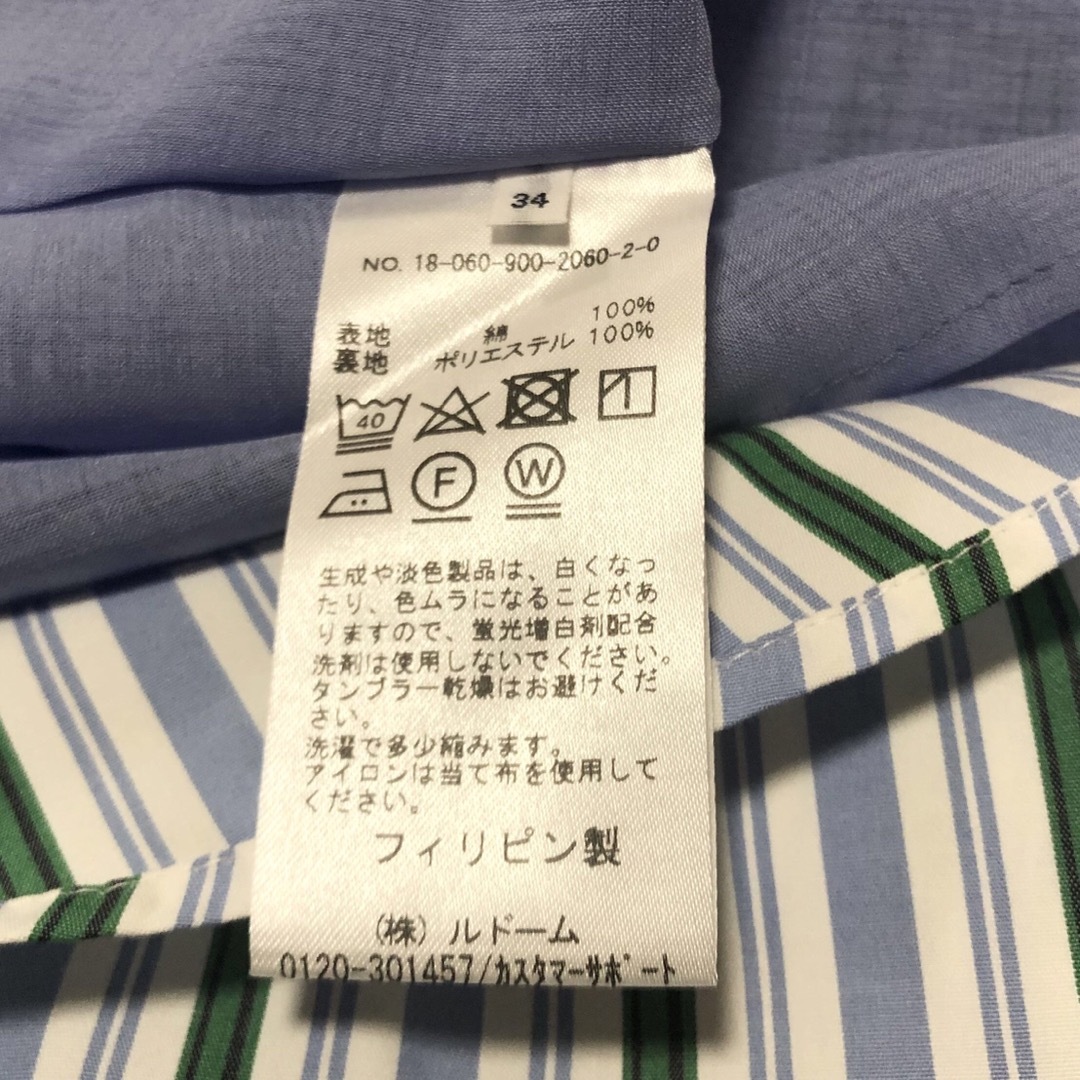 34
NO. 18-060-900-2060-2-0
表地 綿 100%
裏地 ポリエステル 100%
40
F W
生成や淡色製品は、白くなっ
たり、色ムラになることがあ
りますので、蛍光増白剤配合
洗剤は使用しないでください。
タンブラー乾燥はお避けくだ
さい。
洗濯で多少縮みます。
アイロンは当て布を使用して
ください。
フィリピン製
(株) ルドーム
0120-301457/カスタマーサポート